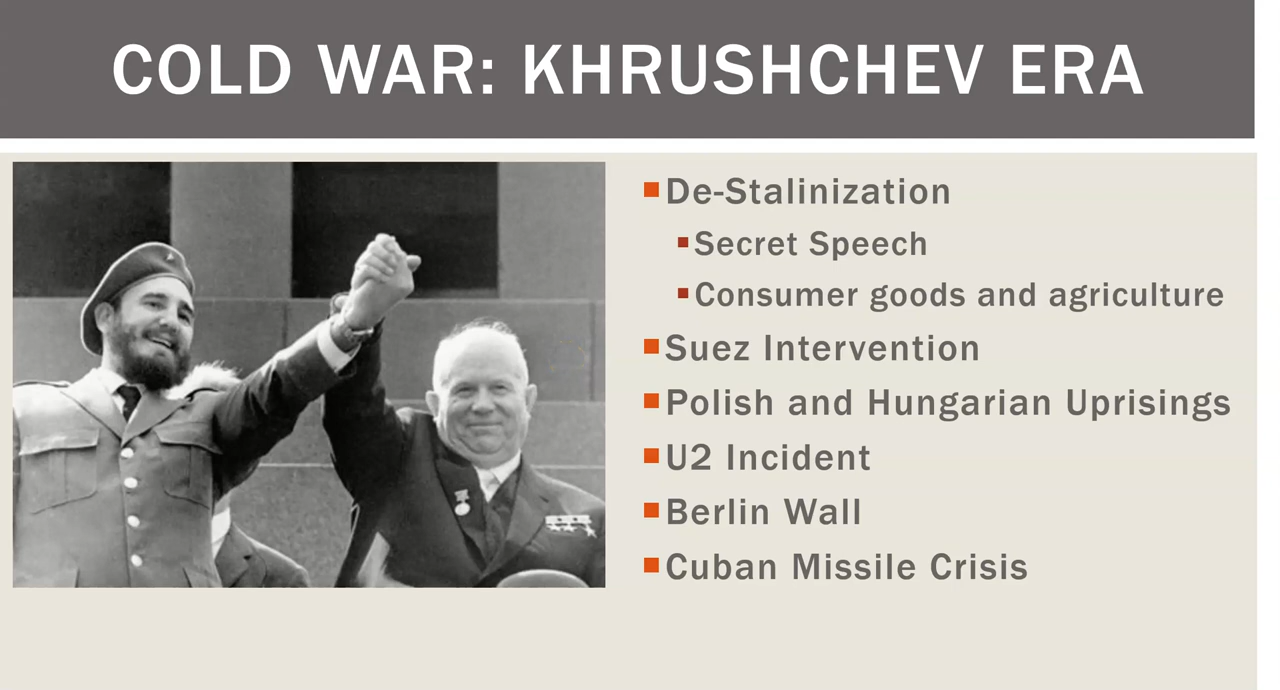 COLD WAR: KHRUSHCHEV ERA
De-Stalinization
Secret Speech
Consumer goods and agriculture
Suez Intervention
Polish and Hungarian Uprisings
U2 Incident
Berlin Wall
Cuban Missile Crisis